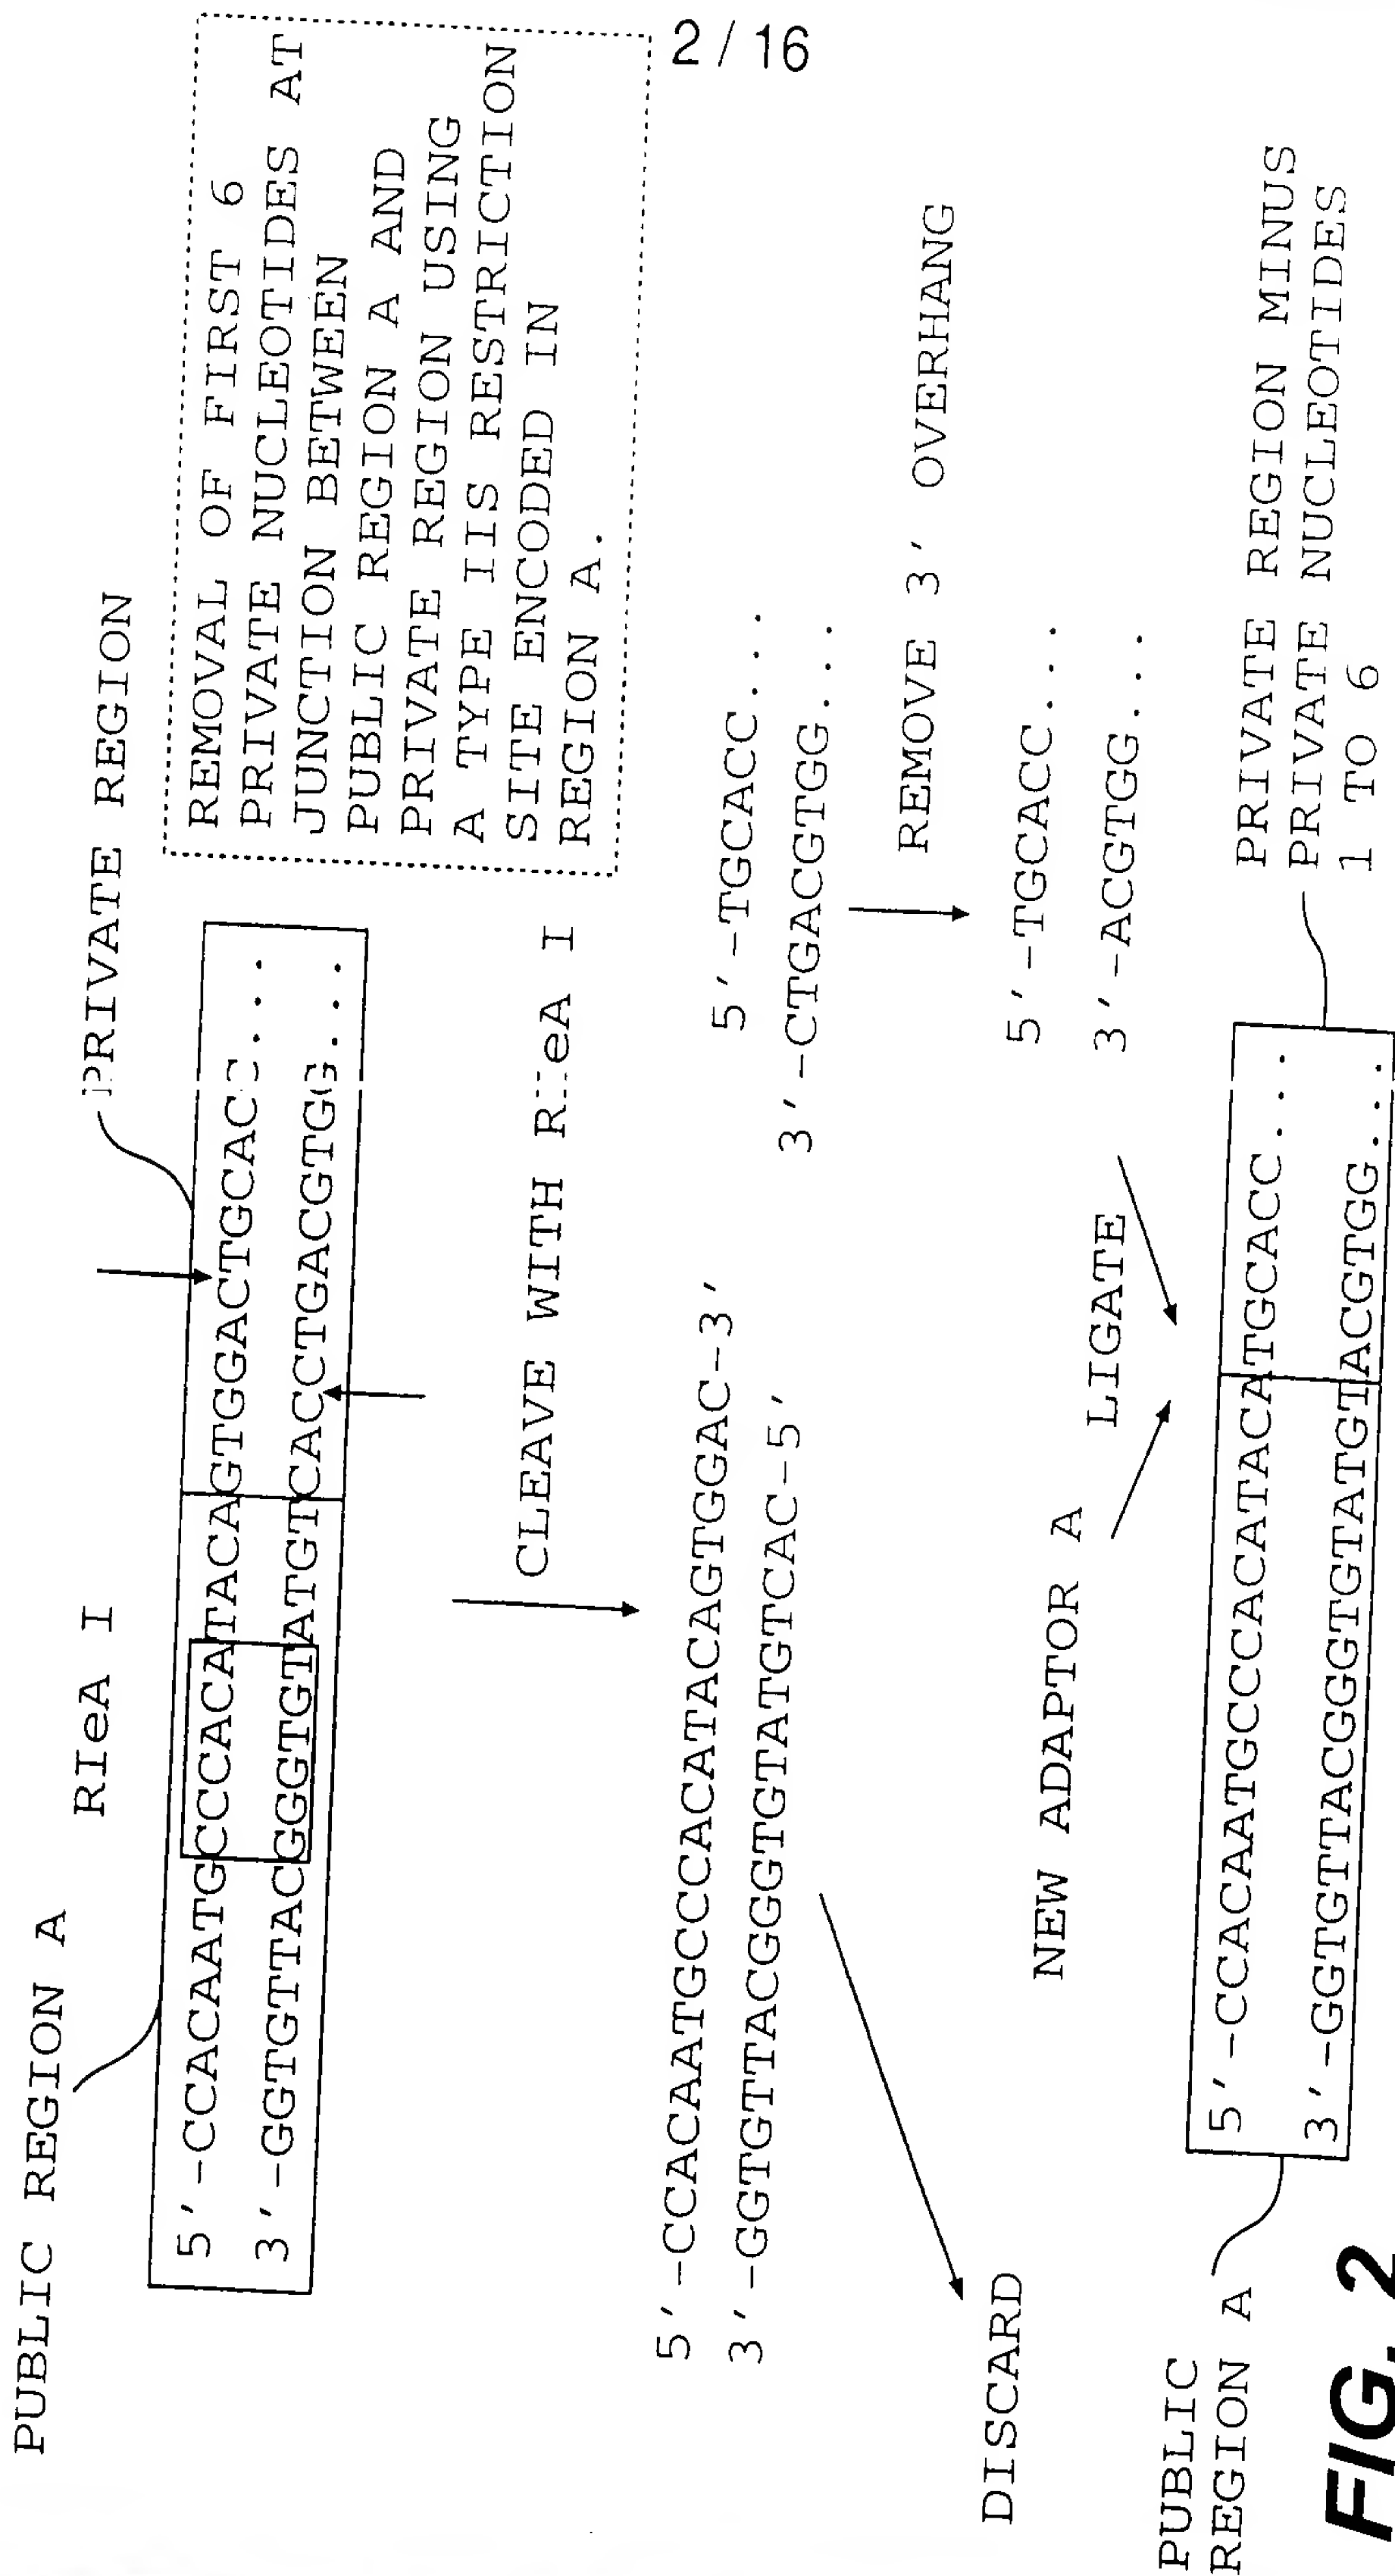 2 / 16
PUBLIC REGION A
RleA I
PRIVATE REGION
5'-CCACAATGCCCACATACAGTGGACTGCACC...
3'-GGTGTTACGGGTGTATGTCACCTGACGTGG...
REMOVAL OF FIRST 6
PRIVATE NUCLEOTIDES AT
JUNCTION BETWEEN
PUBLIC REGION A AND
PRIVATE REGION USING
A TYPE IIS RESTRICTION
SITE ENCODED IN
REGION A.
CLEAVE WITH RleA I
5'-CCACAATGCCCACATACAGTGGAC-3'
3'-GGTGTTACGGGTGTATGTCAC-5'
5'-TGCACC...
3'-CTGACGTGG...
DISCARD
REMOVE 3' OVERHANG
5'-TGCACC...
3'-ACGTGG...
NEW ADAPTOR A
LIGATE
PUBLIC
REGION A
5'-CCACAATGCCCACATACATGCACC...
3'-GGTGTTACGGGTGTATGTACGTGG...
PRIVATE REGION MINUS
PRIVATE NUCLEOTIDES
1 TO 6
FIG. 2